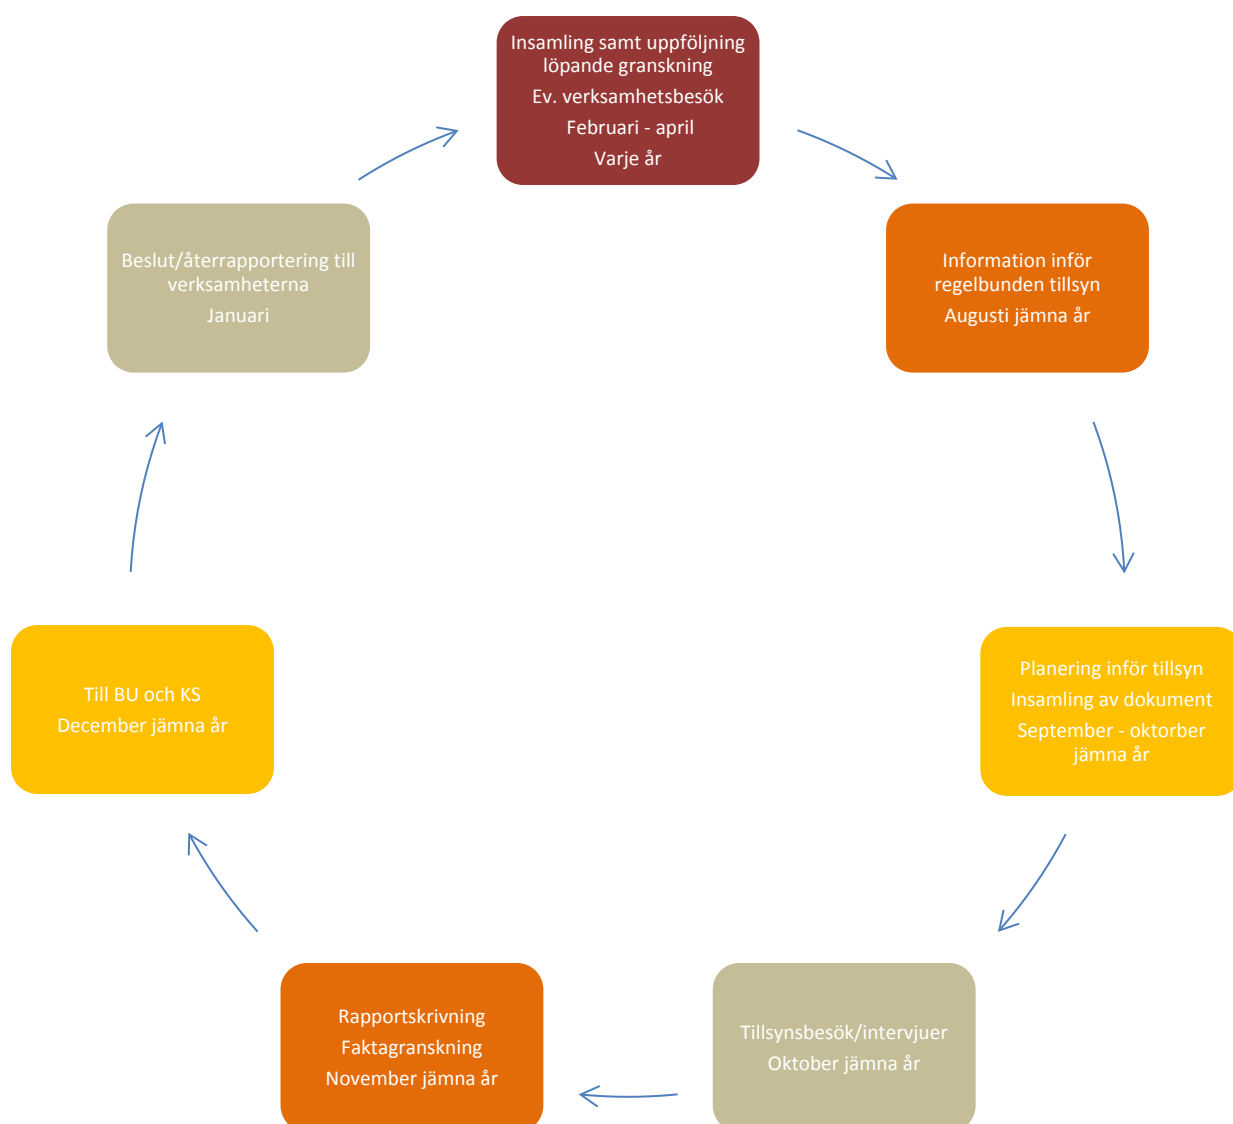 Insamling samt uppföljning
löpande granskning
Ev. verksamhetsbesök
Februari - april
Varje år
Information inför
regelbunden tillsyn
Augusti jämna år
Planering inför tillsyn
Insamling av dokument
September - oktorber
jämna år
Tillsynsbesök/intervjuer
Oktober jämna år
Rapportskrivning
Faktagranskning
November jämna år
Till BU och KS
December jämna år
Beslut/återrapportering till
verksamheterna
Januari